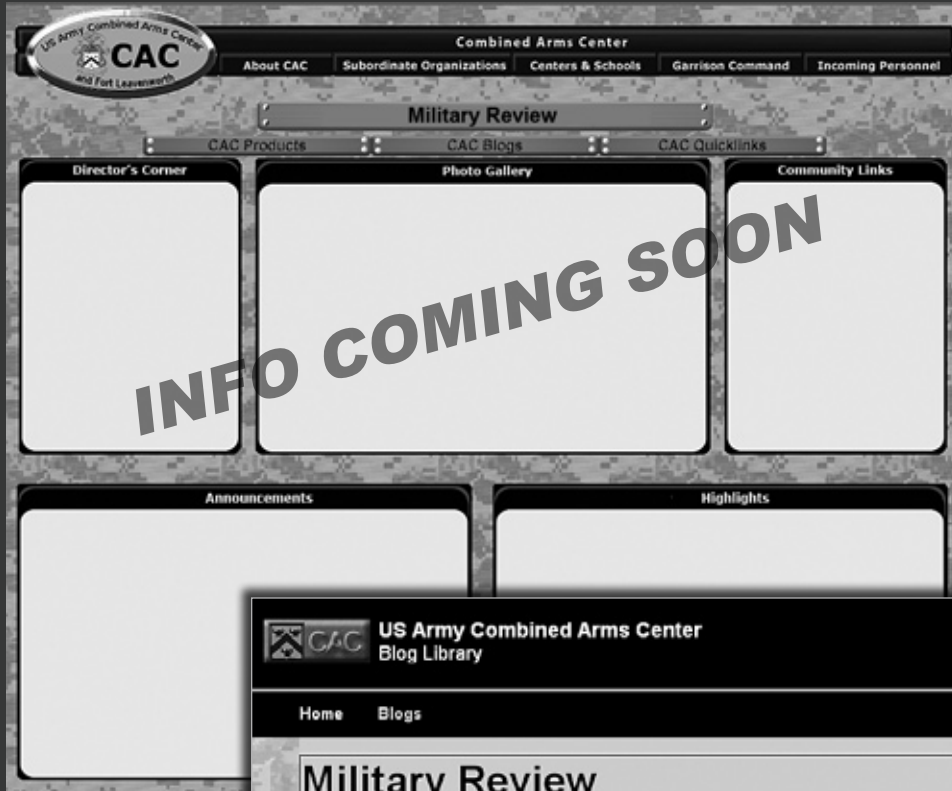 US Army Combined Arms Center
CAC
and Fort Leavenworth
Combined Arms Center
About CAC Subordinate Organizations Centers & Schools Garrison Command Incoming Personnel
Military Review
CAC Products CAC Blogs CAC Quicklinks
Director's Corner Photo Gallery Community Links
INFO COMING SOON
Announcements Highlights
CAC
US Army Combined Arms Center
Blog Library
Home Blogs
Military Review